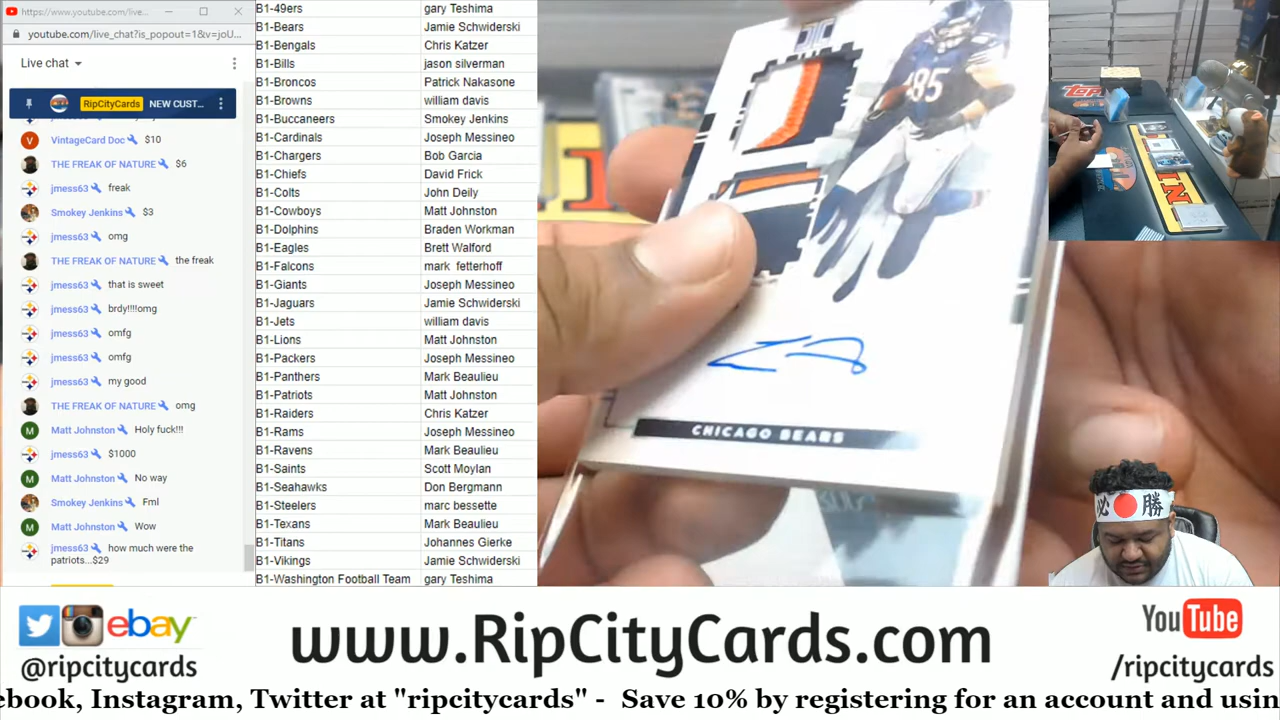 https://www.youtube.com/live...
youtube.com/live_chat?is_popout=1&v=joU...
Live chat
RipCityCards NEW CUST...
VintageCard Doc $10
THE FREAK OF NATURE $6
jmess63 freak
Smokey Jenkins $3
jmess63 omg
THE FREAK OF NATURE the freak
jmess63 that is sweet
jmess63 brdy!!!!omg
jmess63 omfg
jmess63 omfg
jmess63 my good
THE FREAK OF NATURE omg
Matt Johnston Holy fuck!!!
jmess63 $1000
Matt Johnston No way
Smokey Jenkins Fml
Matt Johnston Wow
jmess63 how much were the
patriots...$29
B1-49ers gary Teshima
B1-Bears Jamie Schwiderski
B1-Bengals Chris Katzer
B1-Bills jason silverman
B1-Broncos Patrick Nakasone
B1-Browns william davis
B1-Buccaneers Smokey Jenkins
B1-Cardinals Joseph Messineo
B1-Chargers Bob Garcia
B1-Chiefs David Frick
B1-Colts John Deily
B1-Cowboys Matt Johnston
B1-Dolphins Braden Workman
B1-Eagles Brett Walford
B1-Falcons mark fetterhoff
B1-Giants Joseph Messineo
B1-Jaguars Jamie Schwiderski
B1-Jets william davis
B1-Lions Matt Johnston
B1-Packers Joseph Messineo
B1-Panthers Mark Beaulieu
B1-Patriots Matt Johnston
B1-Raiders Chris Katzer
B1-Rams Joseph Messineo
B1-Ravens Mark Beaulieu
B1-Saints Scott Moylan
B1-Seahawks Don Bergmann
B1-Steelers marc bessette
B1-Texans Mark Beaulieu
B1-Titans Johannes Gierke
B1-Vikings Jamie Schwiderski
B1-Washington Football Team gary Teshima
85
CHICAGO BEARS
Topps
必 勝
ebay
@ripcitycards
www.RipCityCards.com
YouTube
/ripcitycards
ebook, Instagram, Twitter at "ripcitycards" - Save 10% by registering for an account and usin